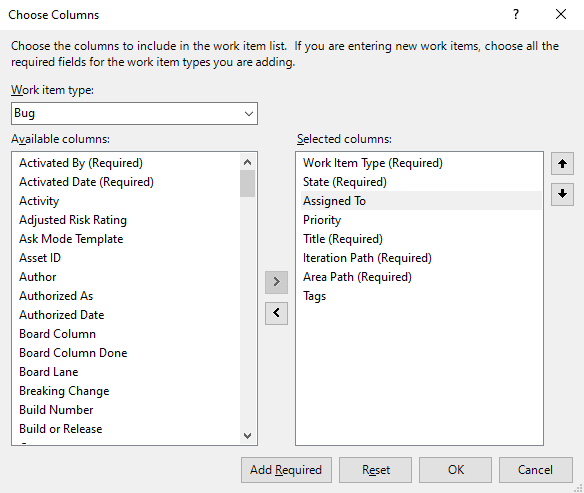 Choose Columns
Choose the columns to include in the work item list.  If you are entering new work items, choose all the
required fields for the work item types you are adding.
Work item type:
Bug
Available columns:
Activated By (Required)
Activated Date (Required)
Activity
Adjusted Risk Rating
Ask Mode Template
Asset ID
Author
Authorized As
Authorized Date
Board Column
Board Column Done
Board Lane
Breaking Change
Build Number
Build or Release
Selected columns:
Work Item Type (Required)
State (Required)
Assigned To
Priority
Title (Required)
Iteration Path (Required)
Area Path (Required)
Tags
Add Required
Reset
OK
Cancel